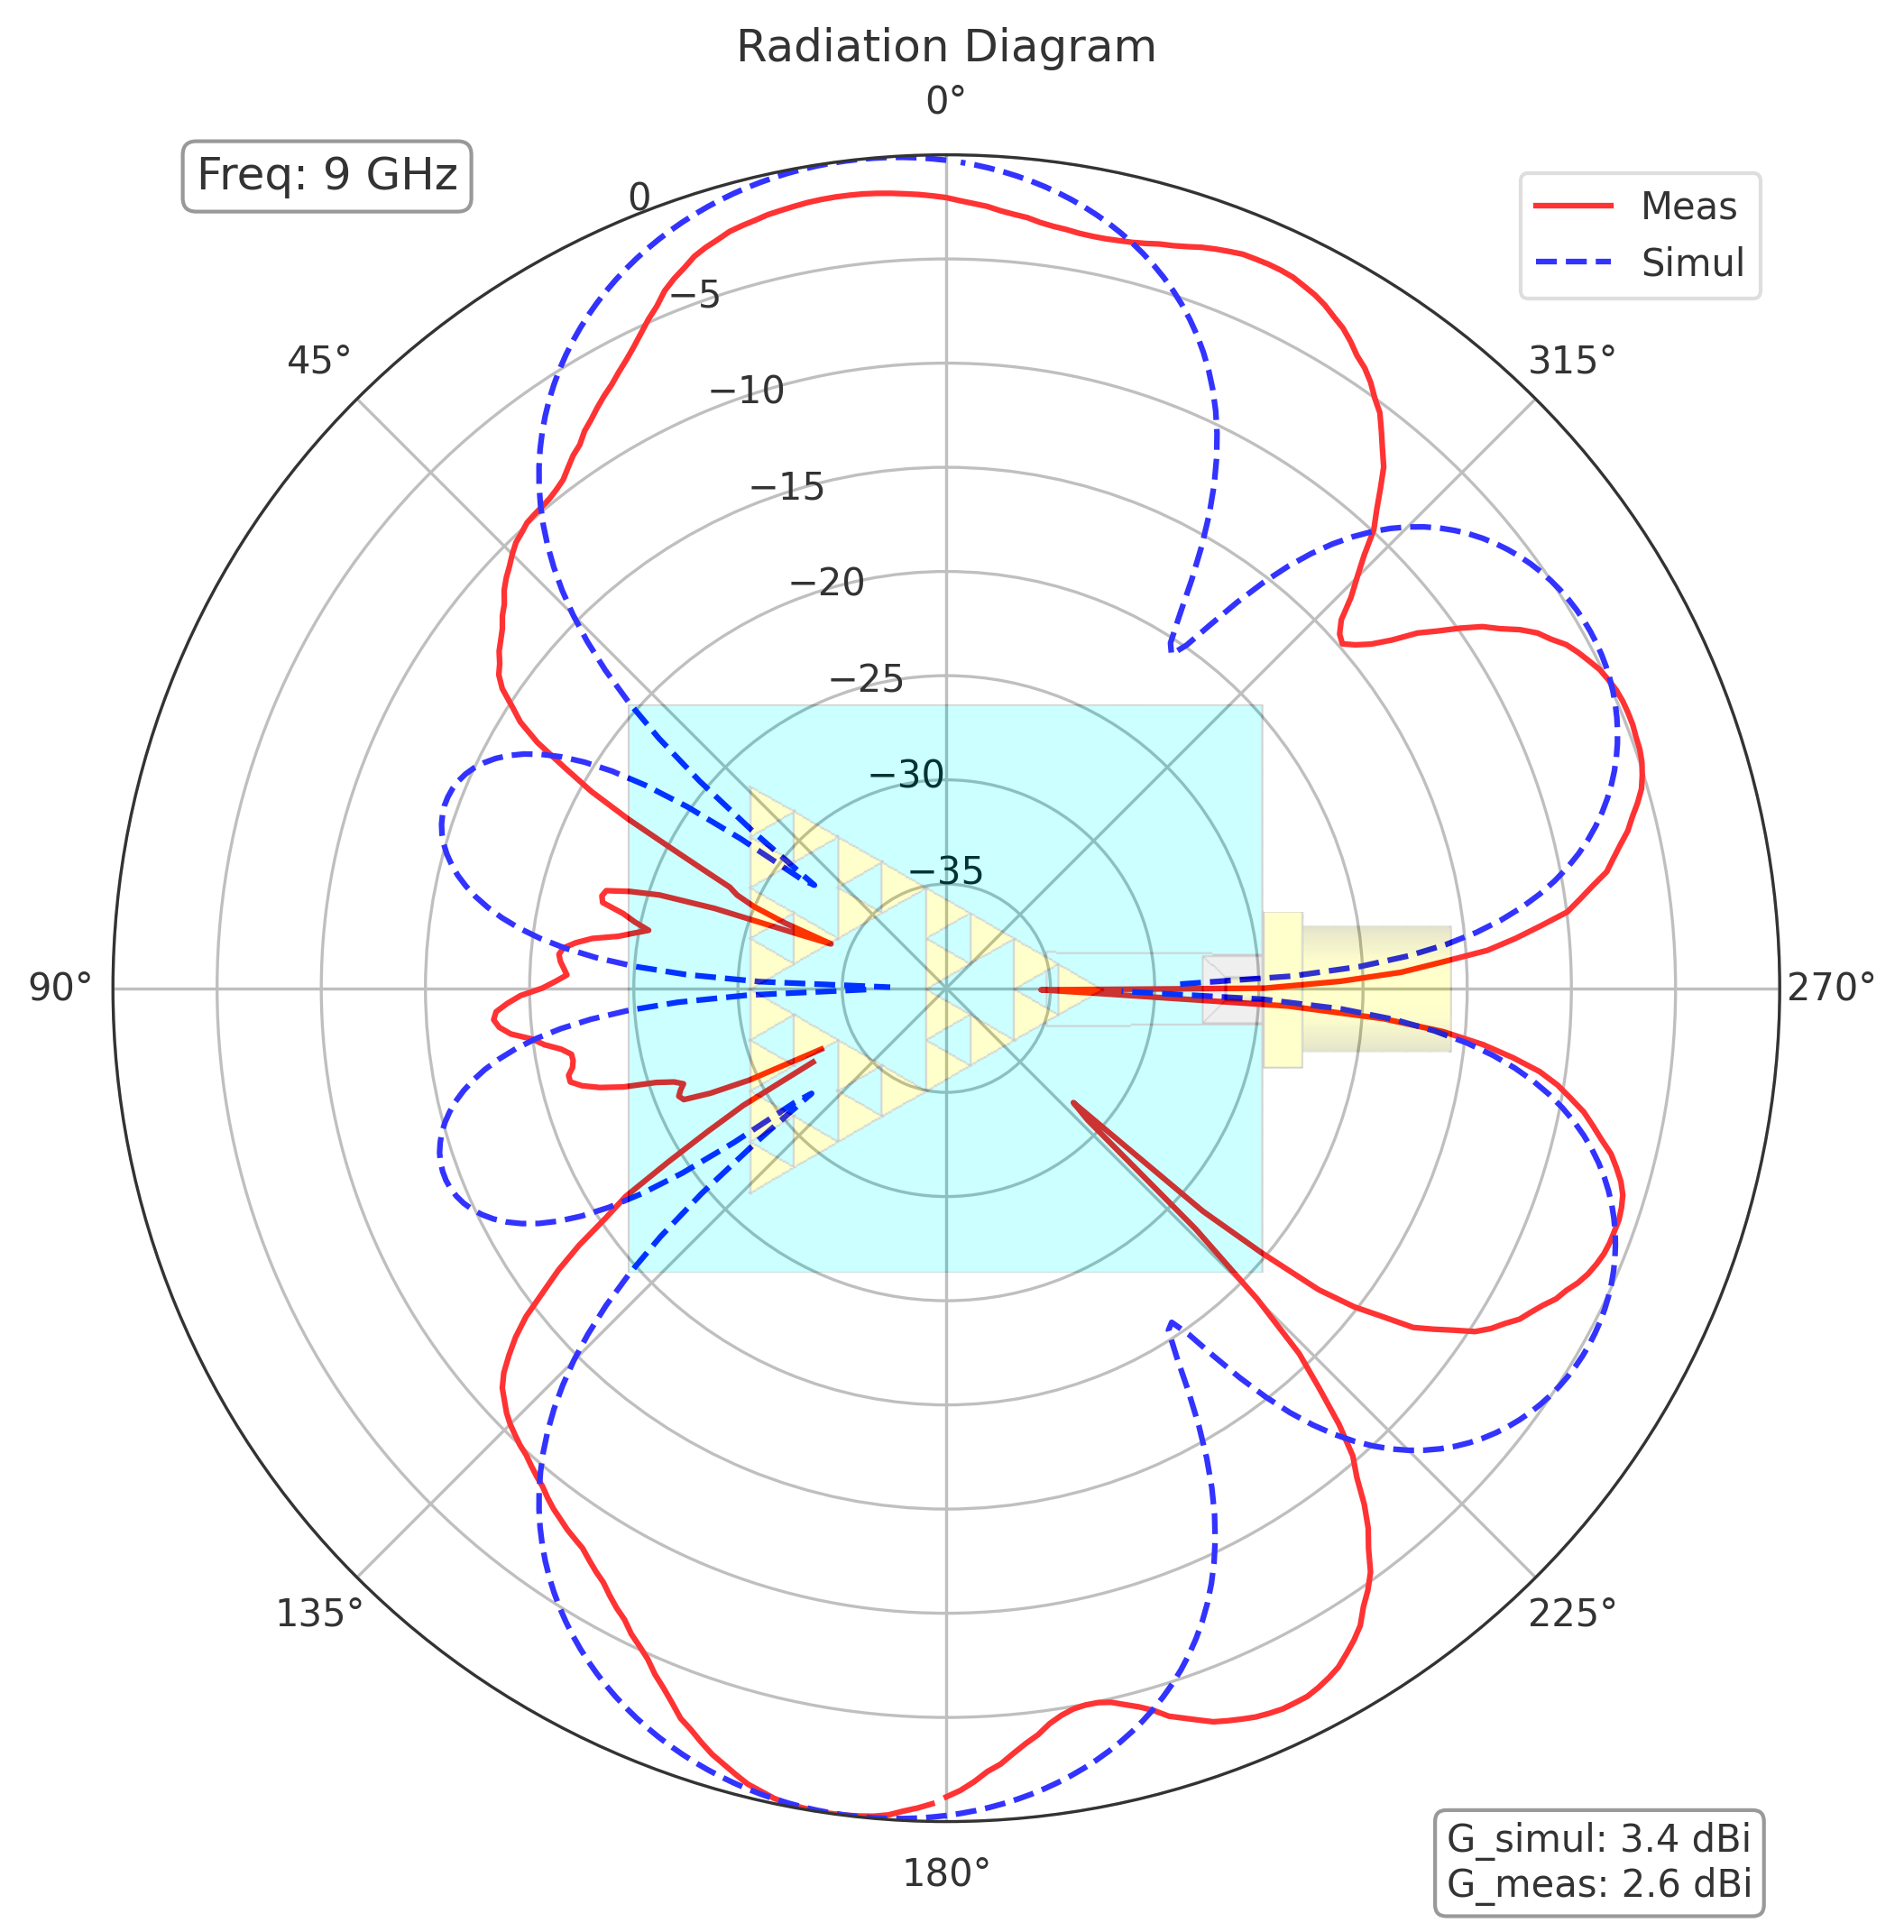 Radiation Diagram
0°
Freq: 9 GHz
Meas
Simul
0
−5
−10
−15
−20
−25
−30
−35
45°
315°
90°
270°
135°
225°
180°
G_simul: 3.4 dBi
G_meas: 2.6 dBi